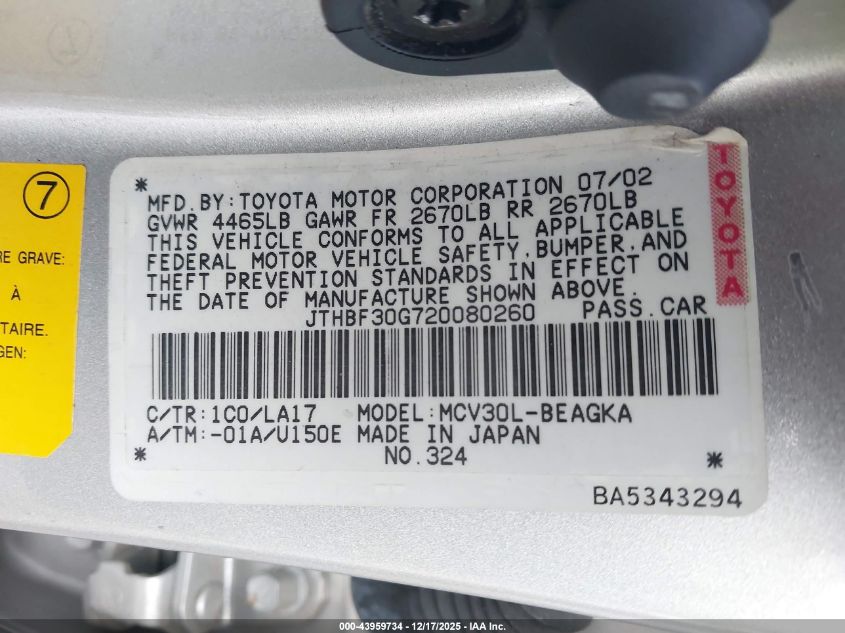 7
RE GRAVE:
À
TAIRE.
GEN:
*
MFD.BY:TOYOTA MOTOR CORPORATION 07/02
GVWR 4465LB GAWR FR 2670LB RR 2670LB
THIS VEHICLE CONFORMS TO ALL APPLICABLE
FEDERAL MOTOR VEHICLE SAFETY,BUMPER,AND
THEFT PREVENTION STANDARDS IN EFFECT ON
THE DATE OF MANUFACTURE SHOWN ABOVE.
JTHBF30G720080260 PASS.CAR
TOYOTA
C/TR:1C0/LA17 MODEL:MCV30L-BEAGKA
A/TM:-01A/U150E MADE IN JAPAN
* NO.324 *
BA5343294
000-43959734 - 12/17/2025 - IAA Inc.